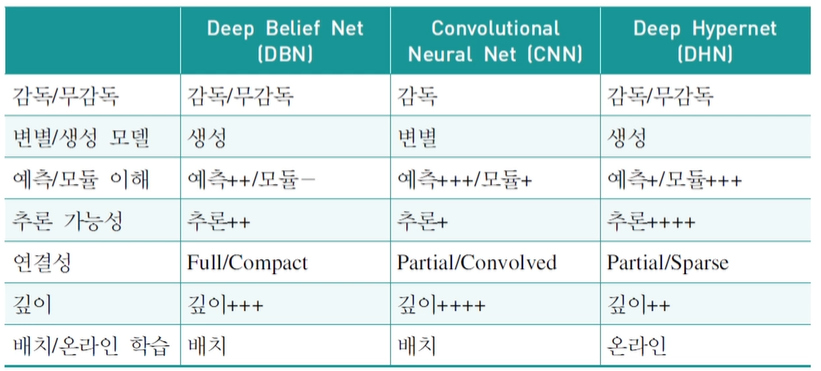 Deep Belief Net Convolutional Deep Hypernet
(DBN) Neural Net (CNN) (DHN)
감독/무감독 감독/무감독 감독 감독/무감독
변별/생성 모델 생성 변별 생성
예측/모듈 이해 예측++/모듈− 예측+++/모듈+ 예측+/모듈+++
추론 가능성 추론++ 추론+ 추론++++
연결성 Full/Compact Partial/Convolved Partial/Sparse
깊이 깊이+++ 깊이++++ 깊이++
배치/온라인 학습 배치 배치 온라인